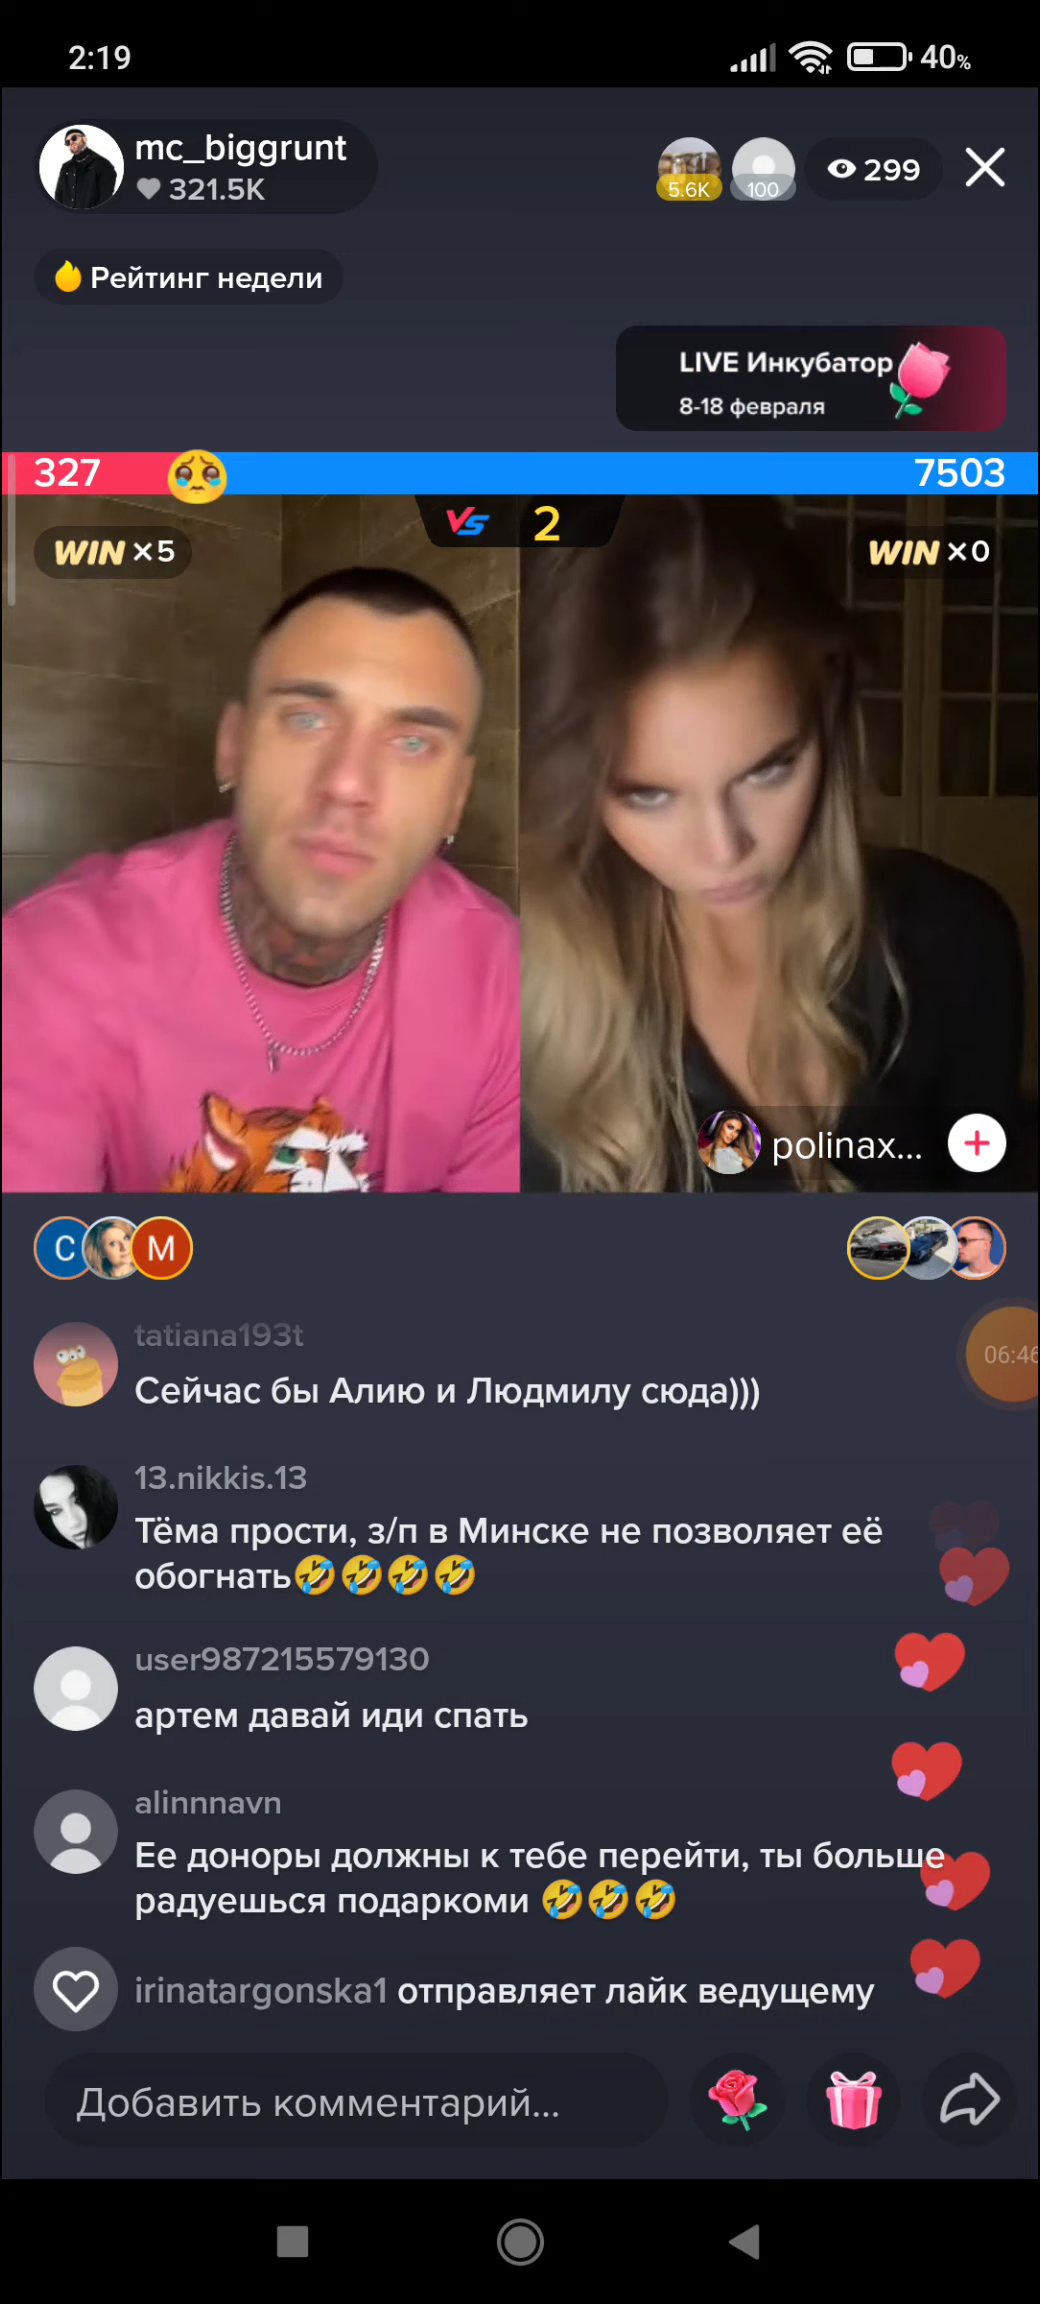 2:19
40%
mc_biggrunt
321.5K
5.6K
100
299
Рейтинг недели
LIVE Инкубатор
8-18 февраля
327
7503
VS 2
WIN ×5
WIN ×0
polinax...
C
M
tatiana193t
Сейчас бы Алию и Людмилу сюда)))
06:46
13.nikkis.13
Тёма прости, з/п в Минске не позволяет её
обогнать🤣🤣🤣🤣
user987215579130
артем давай иди спать
alinnnavn
Ее доноры должны к тебе перейти, ты больше
радуешься подаркоми 🤣🤣🤣
irinatargonska1 отправляет лайк ведущему
Добавить комментарий...